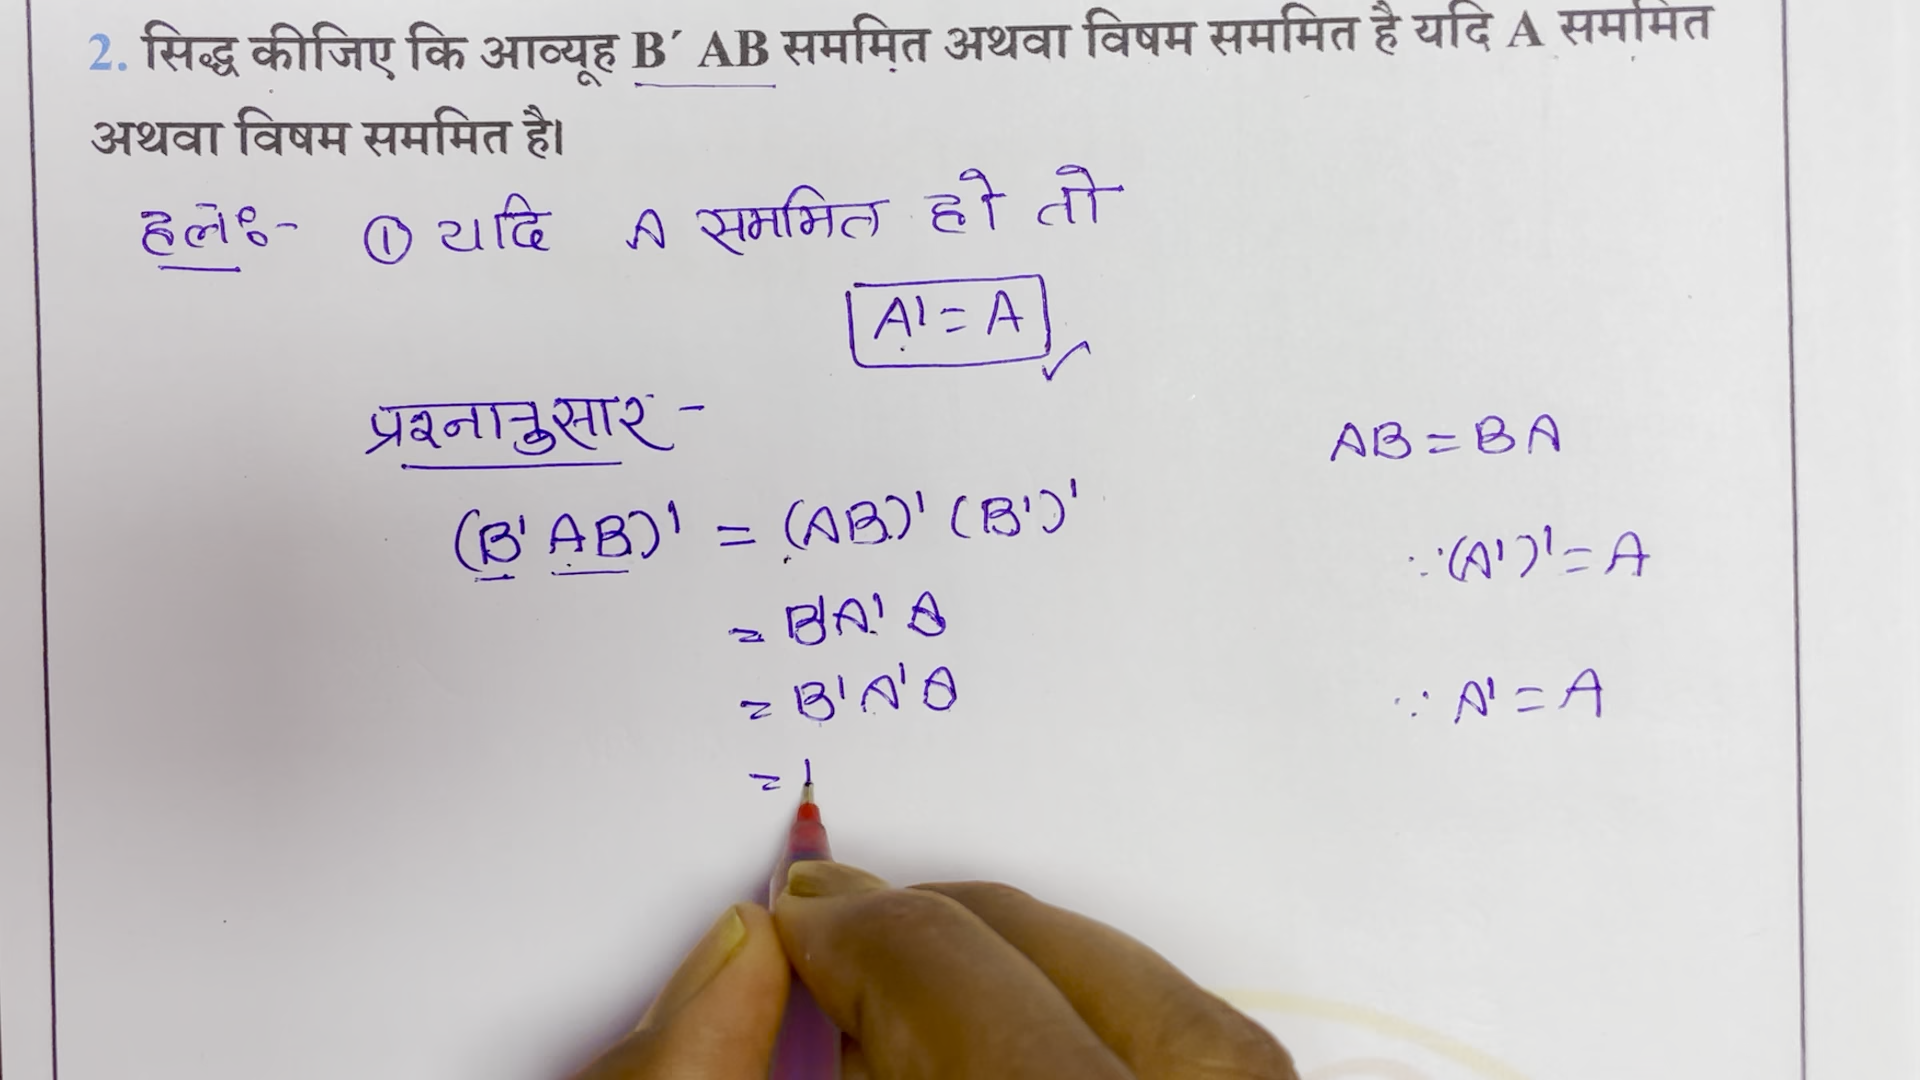 2. सिद्ध कीजिए कि आव्यूह B′ AB सममित अथवा विषम सममित है यदि A सममित
अथवा विषम सममित है।
हल:- ① यदि A सममित हो तो
A' = A ✓
प्रश्नानुसार -
AB = BA
(B' AB)' = (AB)' (B')'
∵ (A')' = A
= B'A' B
= B'A'B
∵ A' = A
=